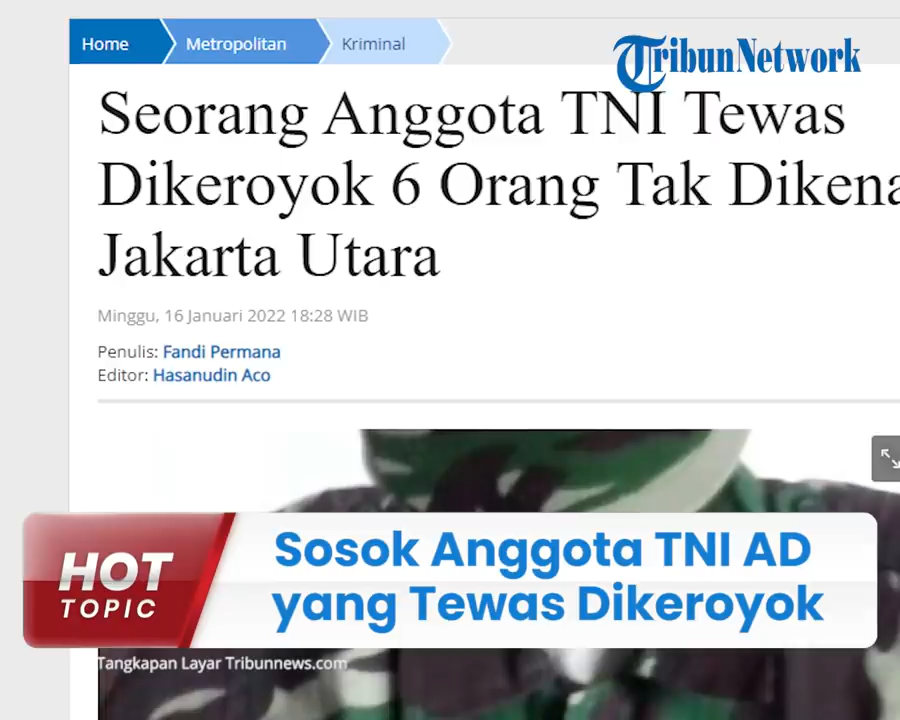 Home
Metropolitan
Kriminal
Tribun Network
Seorang Anggota TNI Tewas
Dikeroyok 6 Orang Tak Dikena
Jakarta Utara
Minggu, 16 Januari 2022 18:28 WIB
Penulis: Fandi Permana
Editor: Hasanudin Aco
HOT
TOPIC
Sosok Anggota TNI AD
yang Tewas Dikeroyok
Tangkapan Layar Tribunnews.com